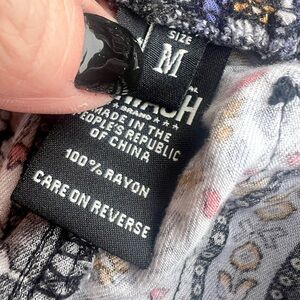 SIZE
M
MADE IN THE
PEOPLE'S REPUBLIC
OF CHINA
100% RAYON
CARE ON REVERSE